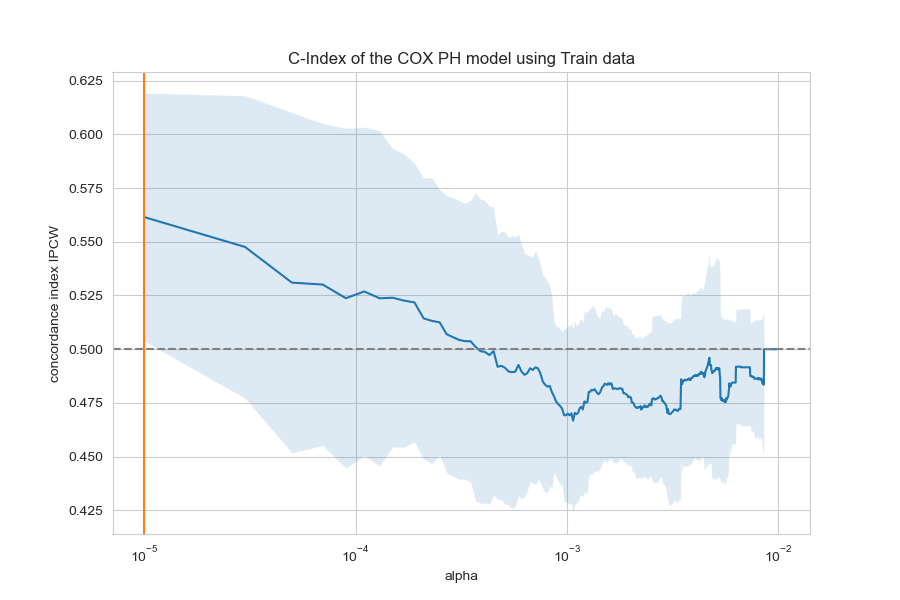 C-Index of the COX PH model using Train data
concordance index IPCW
0.625
0.600
0.575
0.550
0.525
0.500
0.475
0.450
0.425
10⁻⁵ 10⁻⁴ 10⁻³ 10⁻²
alpha